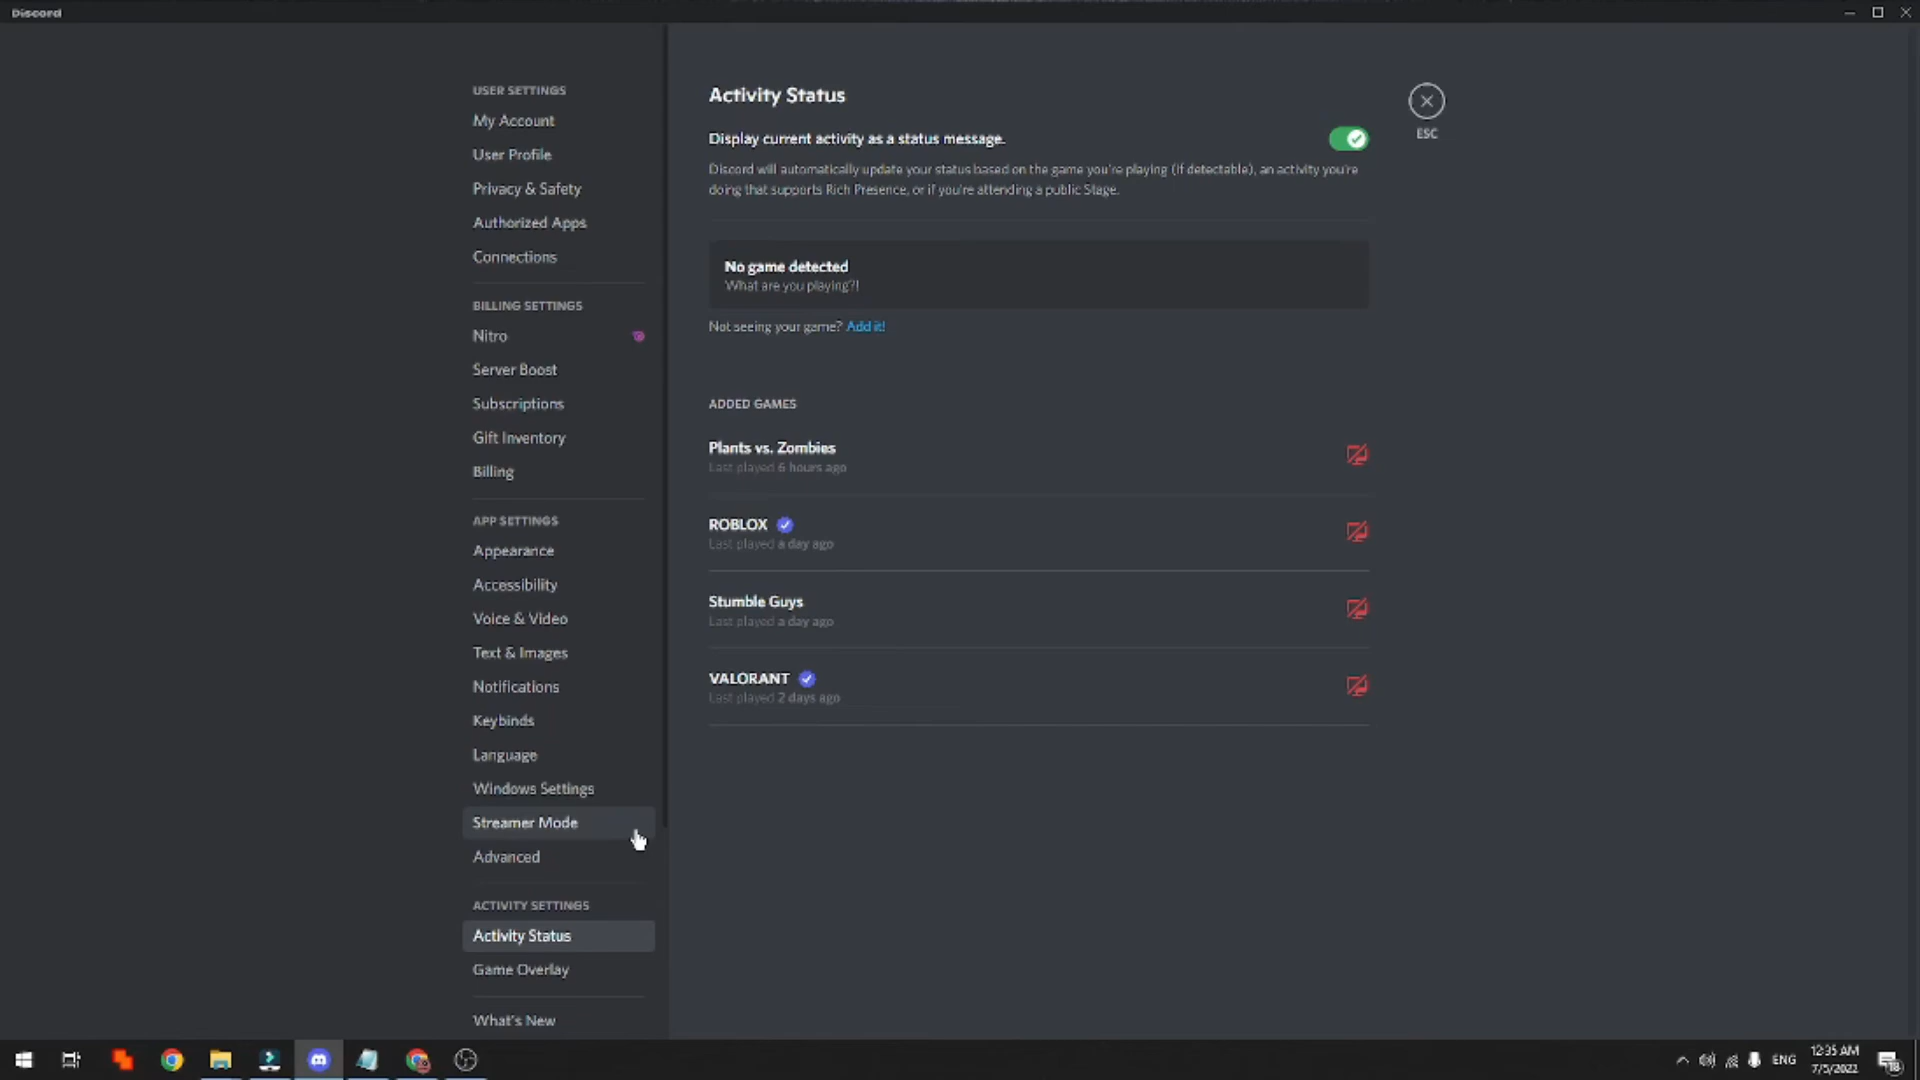 Discord
USER SETTINGS
My Account
User Profile
Privacy & Safety
Authorized Apps
Connections
BILLING SETTINGS
Nitro
Server Boost
Subscriptions
Gift Inventory
Billing
APP SETTINGS
Appearance
Accessibility
Voice & Video
Text & Images
Notifications
Keybinds
Language
Windows Settings
Streamer Mode
Advanced
ACTIVITY SETTINGS
Activity Status
Game Overlay
What's New
Activity Status
ESC
Display current activity as a status message.
Discord will automatically update your status based on the game you're playing (if detectable), an activity you're
doing that supports Rich Presence, or if you're attending a public Stage.
No game detected
What are you playing?!
Not seeing your game? Add it!
ADDED GAMES
Plants vs. Zombies
Last played 6 hours ago
ROBLOX
Last played a day ago
Stumble Guys
Last played a day ago
VALORANT
Last played 2 days ago
ENG
12:35 AM
7/5/2022
18